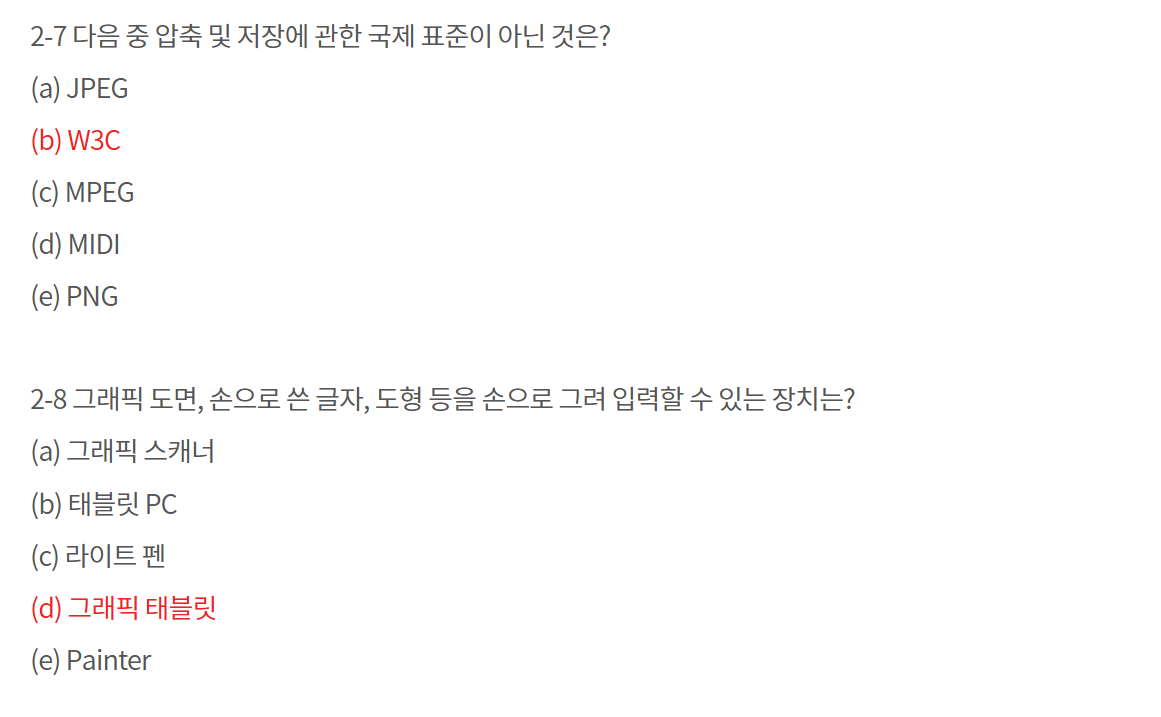 2-7 다음 중 압축 및 저장에 관한 국제 표준이 아닌 것은?
(a) JPEG
(b) W3C
(c) MPEG
(d) MIDI
(e) PNG
2-8 그래픽 도면, 손으로 쓴 글자, 도형 등을 손으로 그려 입력할 수 있는 장치는?
(a) 그래픽 스캐너
(b) 태블릿 PC
(c) 라이트 펜
(d) 그래픽 태블릿
(e) Painter